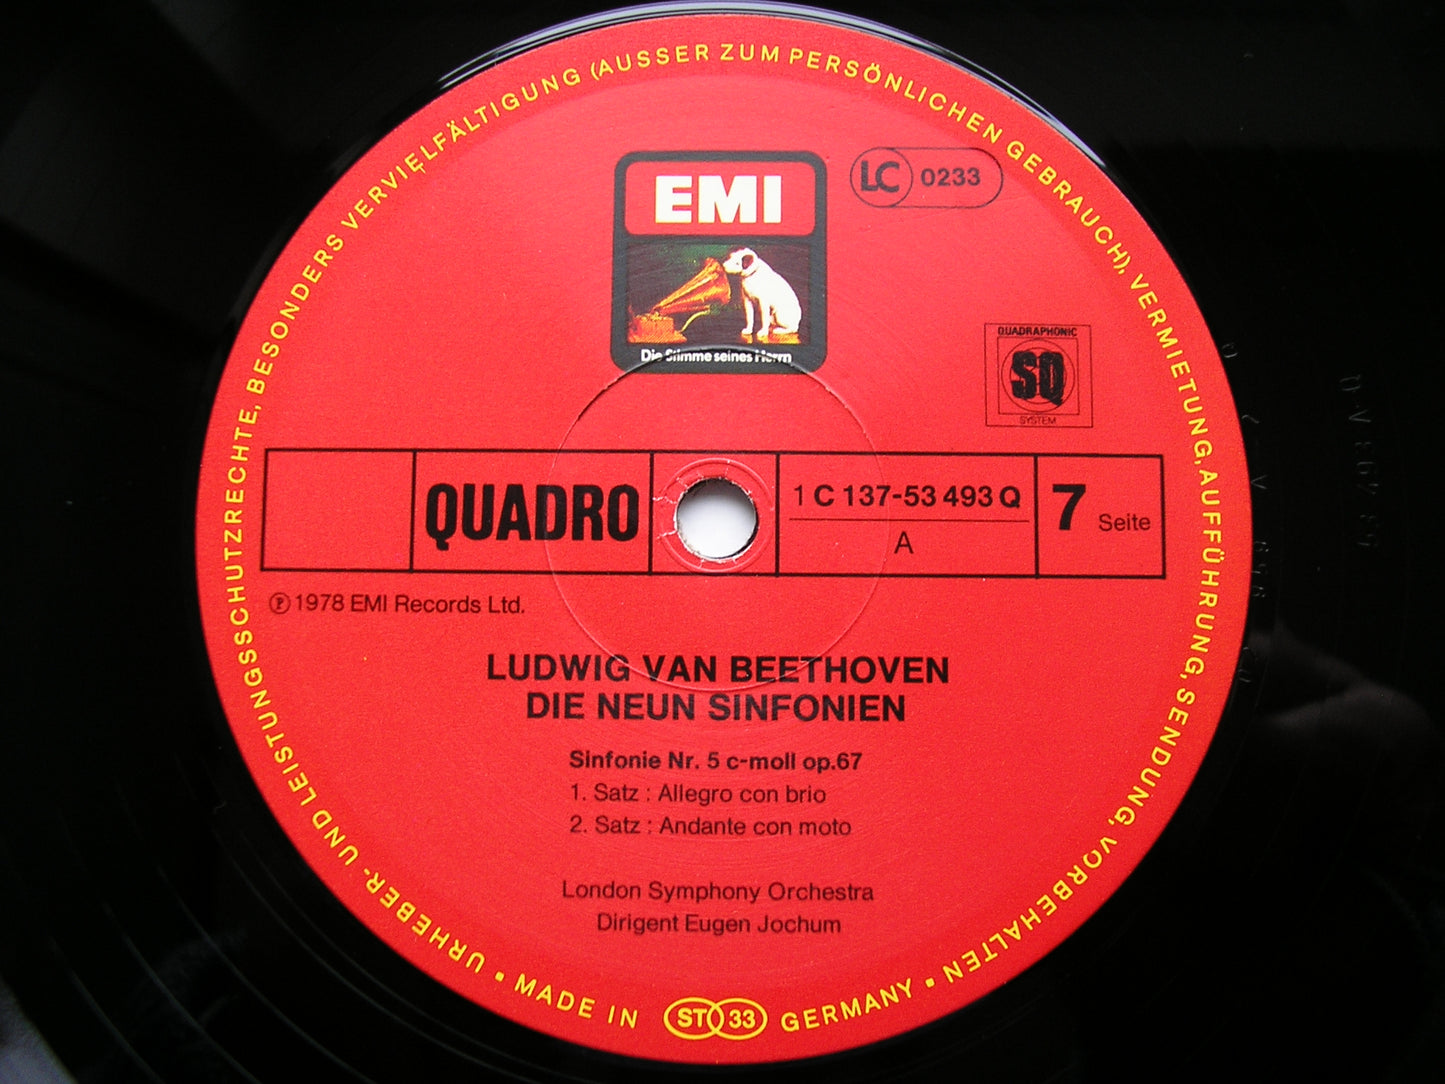 URHEBER- UND LEISTUNGSSCHUTZRECHTE, BESONDERS VERVIELFÄLTIGUNG (AUSSER ZUM PERSÖNLICHEN GEBRAUCH), VERMIETUNG, AUFFÜHRUNG, SENDUNG, VORBEHALTEN
EMI
Die Stimme seines Herrn
LC 0233
QUADRAPHONIC
SQ
SYSTEM
QUADRO
1 C 137-53 493 Q
A
7 Seite
℗ 1978 EMI Records Ltd.
LUDWIG VAN BEETHOVEN
DIE NEUN SINFONIEN
Sinfonie Nr. 5 c-moll op.67
1. Satz : Allegro con brio
2. Satz : Andante con moto
London Symphony Orchestra
Dirigent Eugen Jochum
▪ MADE IN ST 33 GERMANY ▪